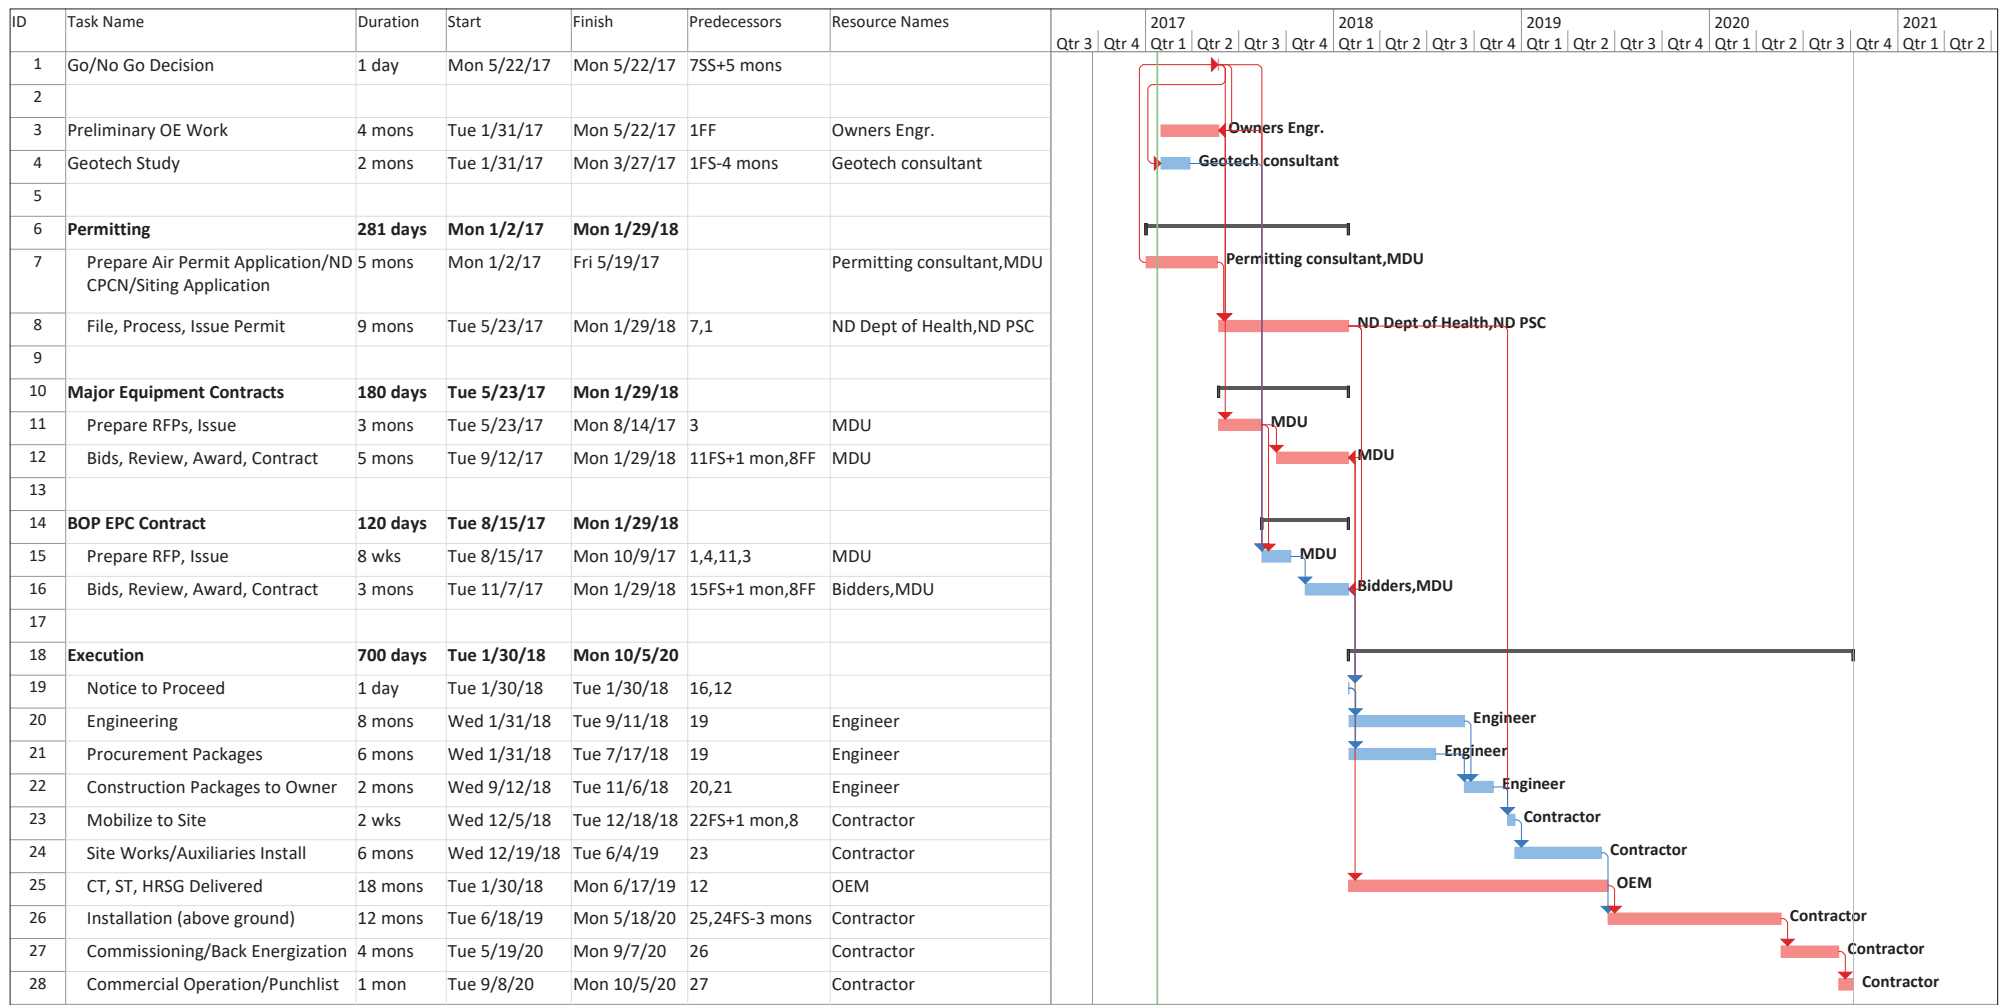 ID Task Name Duration Start Finish Predecessors Resource Names 2017 2018 2019 2020 2021
Qtr 3 Qtr 4 Qtr 1 Qtr 2 Qtr 3 Qtr 4 Qtr 1 Qtr 2 Qtr 3 Qtr 4 Qtr 1 Qtr 2 Qtr 3 Qtr 4 Qtr 1 Qtr 2 Qtr 3 Qtr 4 Qtr 1 Qtr 2
1 Go/No Go Decision 1 day Mon 5/22/17 Mon 5/22/17 7SS+5 mons
2
3 Preliminary OE Work 4 mons Tue 1/31/17 Mon 5/22/17 1FF Owners Engr. Owners Engr.
4 Geotech Study 2 mons Tue 1/31/17 Mon 3/27/17 1FS-4 mons Geotech consultant Geotech consultant
5
6 Permitting 281 days Mon 1/2/17 Mon 1/29/18
7 Prepare Air Permit Application/ND 5 mons Mon 1/2/17 Fri 5/19/17 Permitting consultant,MDU Permitting consultant,MDU
CPCN/Siting Application
8 File, Process, Issue Permit 9 mons Tue 5/23/17 Mon 1/29/18 7,1 ND Dept of Health,ND PSC ND Dept of Health,ND PSC
9
10 Major Equipment Contracts 180 days Tue 5/23/17 Mon 1/29/18
11 Prepare RFPs, Issue 3 mons Tue 5/23/17 Mon 8/14/17 3 MDU MDU
12 Bids, Review, Award, Contract 5 mons Tue 9/12/17 Mon 1/29/18 11FS+1 mon,8FF MDU MDU
13
14 BOP EPC Contract 120 days Tue 8/15/17 Mon 1/29/18
15 Prepare RFP, Issue 8 wks Tue 8/15/17 Mon 10/9/17 1,4,11,3 MDU MDU
16 Bids, Review, Award, Contract 3 mons Tue 11/7/17 Mon 1/29/18 15FS+1 mon,8FF Bidders,MDU Bidders,MDU
17
18 Execution 700 days Tue 1/30/18 Mon 10/5/20
19 Notice to Proceed 1 day Tue 1/30/18 Tue 1/30/18 16,12
20 Engineering 8 mons Wed 1/31/18 Tue 9/11/18 19 Engineer Engineer
21 Procurement Packages 6 mons Wed 1/31/18 Tue 7/17/18 19 Engineer Engineer
22 Construction Packages to Owner 2 mons Wed 9/12/18 Tue 11/6/18 20,21 Engineer Engineer
23 Mobilize to Site 2 wks Wed 12/5/18 Tue 12/18/18 22FS+1 mon,8 Contractor Contractor
24 Site Works/Auxiliaries Install 6 mons Wed 12/19/18 Tue 6/4/19 23 Contractor Contractor
25 CT, ST, HRSG Delivered 18 mons Tue 1/30/18 Mon 6/17/19 12 OEM OEM
26 Installation (above ground) 12 mons Tue 6/18/19 Mon 5/18/20 25,24FS-3 mons Contractor Contractor
27 Commissioning/Back Energization 4 mons Tue 5/19/20 Mon 9/7/20 26 Contractor Contractor
28 Commercial Operation/Punchlist 1 mon Tue 9/8/20 Mon 10/5/20 27 Contractor Contractor